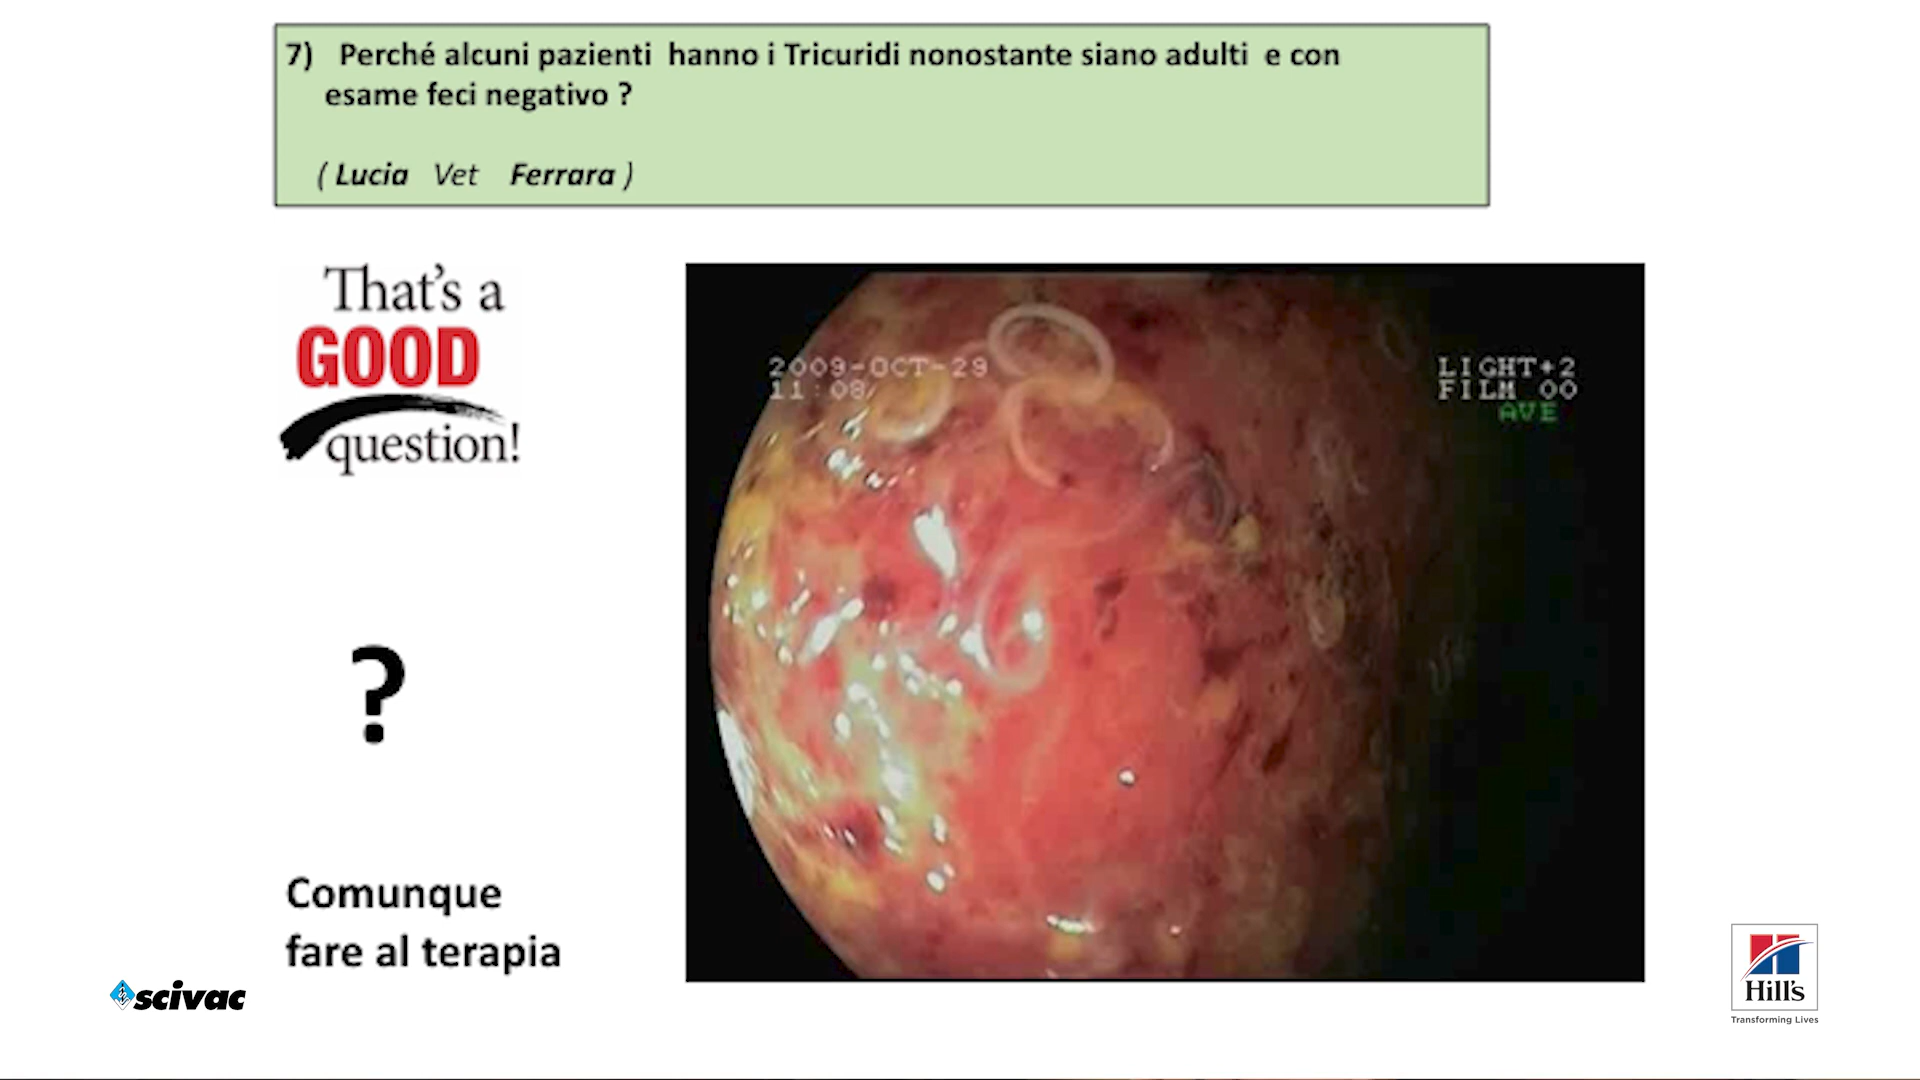 7) Perché alcuni pazienti hanno i Tricuridi nonostante siano adulti e con
esame feci negativo ?
( Lucia Vet Ferrara )
That's a
GOOD
question!
2009-OCT-29
11:08
LIGHT+2
FILM 00
AVE
?
Comunque
fare al terapia
scivac
Hill's
Transforming Lives